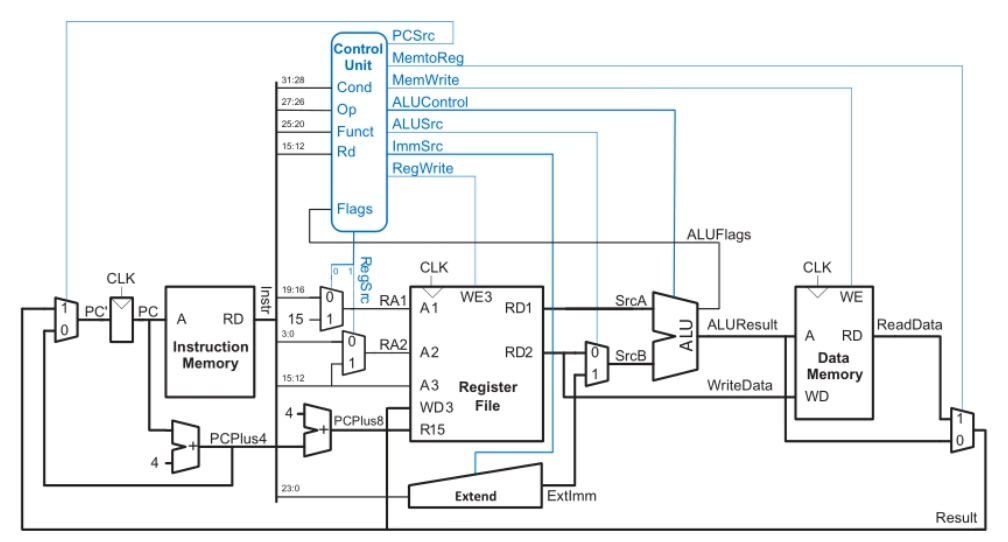 PCSrc
Control
Unit
MemtoReg
31:28
Cond
MemWrite
27:26
Op
ALUControl
25:20
Funct
ALUSrc
15:12
Rd
ImmSrc
RegWrite
Flags
ALUFlags
0 1
RegSrc
CLK
CLK
CLK
Instr
19:16
0
RA1
A1
WE3
RD1
SrcA
WE
1
PC'
PC
A
RD
15
1
0
Instruction
Memory
3:0
0
RA2
A2
RD2
0
SrcB
ALU
ALUResult
A
RD
ReadData
1
1
Data
Memory
15:12
A3
Register
File
WriteData
WD
4
WD3
PCPlus8
R15
+
1
0
PCPlus4
+
4
23:0
Extend
ExtImm
Result